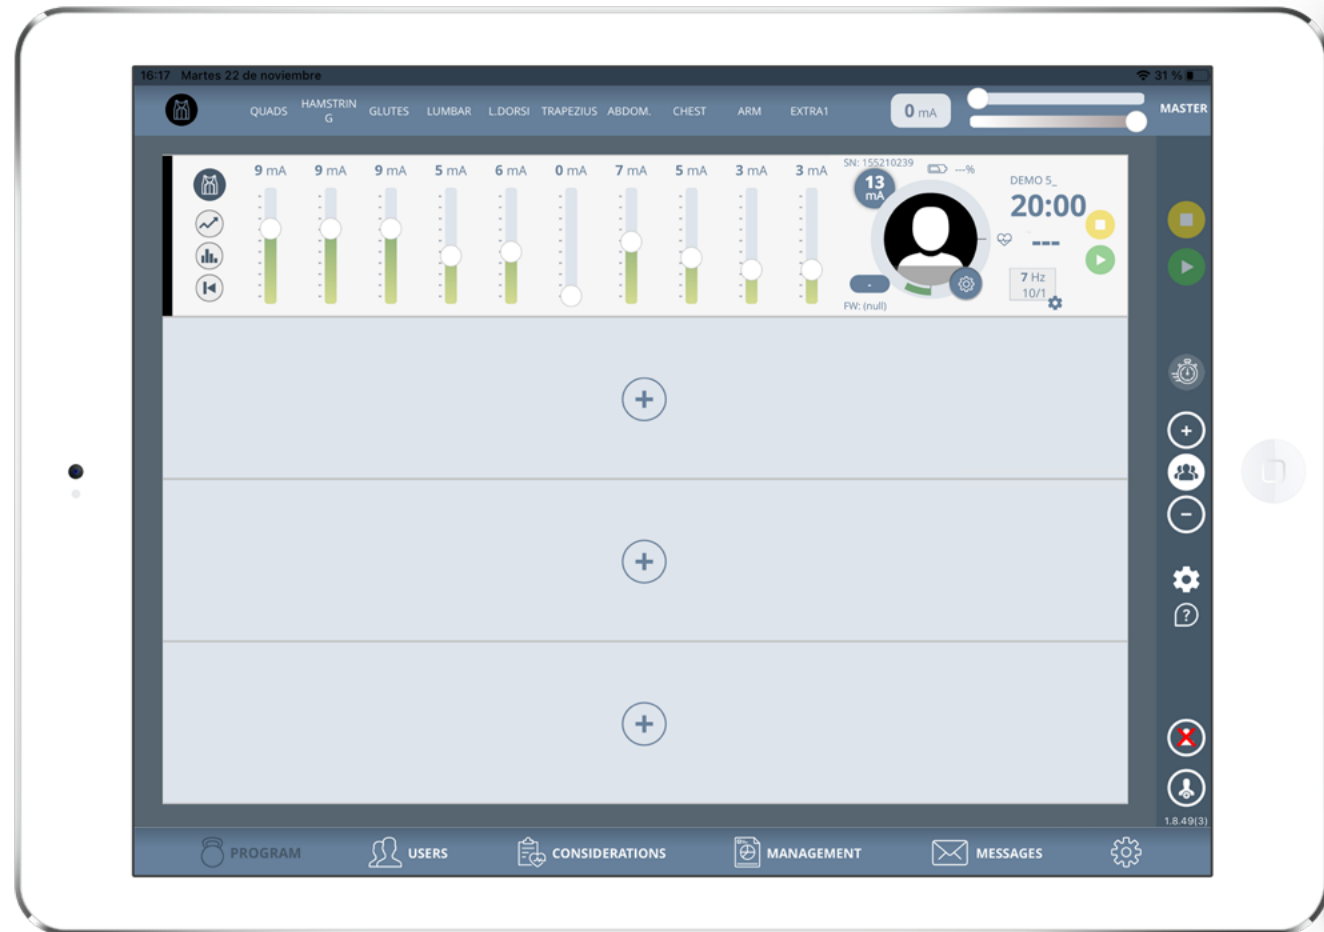 16:17 Martes 22 de noviembre
31 %
QUADS HAMSTRIN GLUTES LUMBAR L.DORSI TRAPEZIUS ABDOM. CHEST ARM EXTRA1
G
0 mA
MASTER
9 mA 9 mA 9 mA 5 mA 6 mA 0 mA 7 mA 5 mA 3 mA 3 mA
SN: 155210239
---%
13
mA
DEMO 5_
20:00
---
7 Hz
10/1
-
FW: (null)
1.8.49(3)
PROGRAM USERS CONSIDERATIONS MANAGEMENT MESSAGES